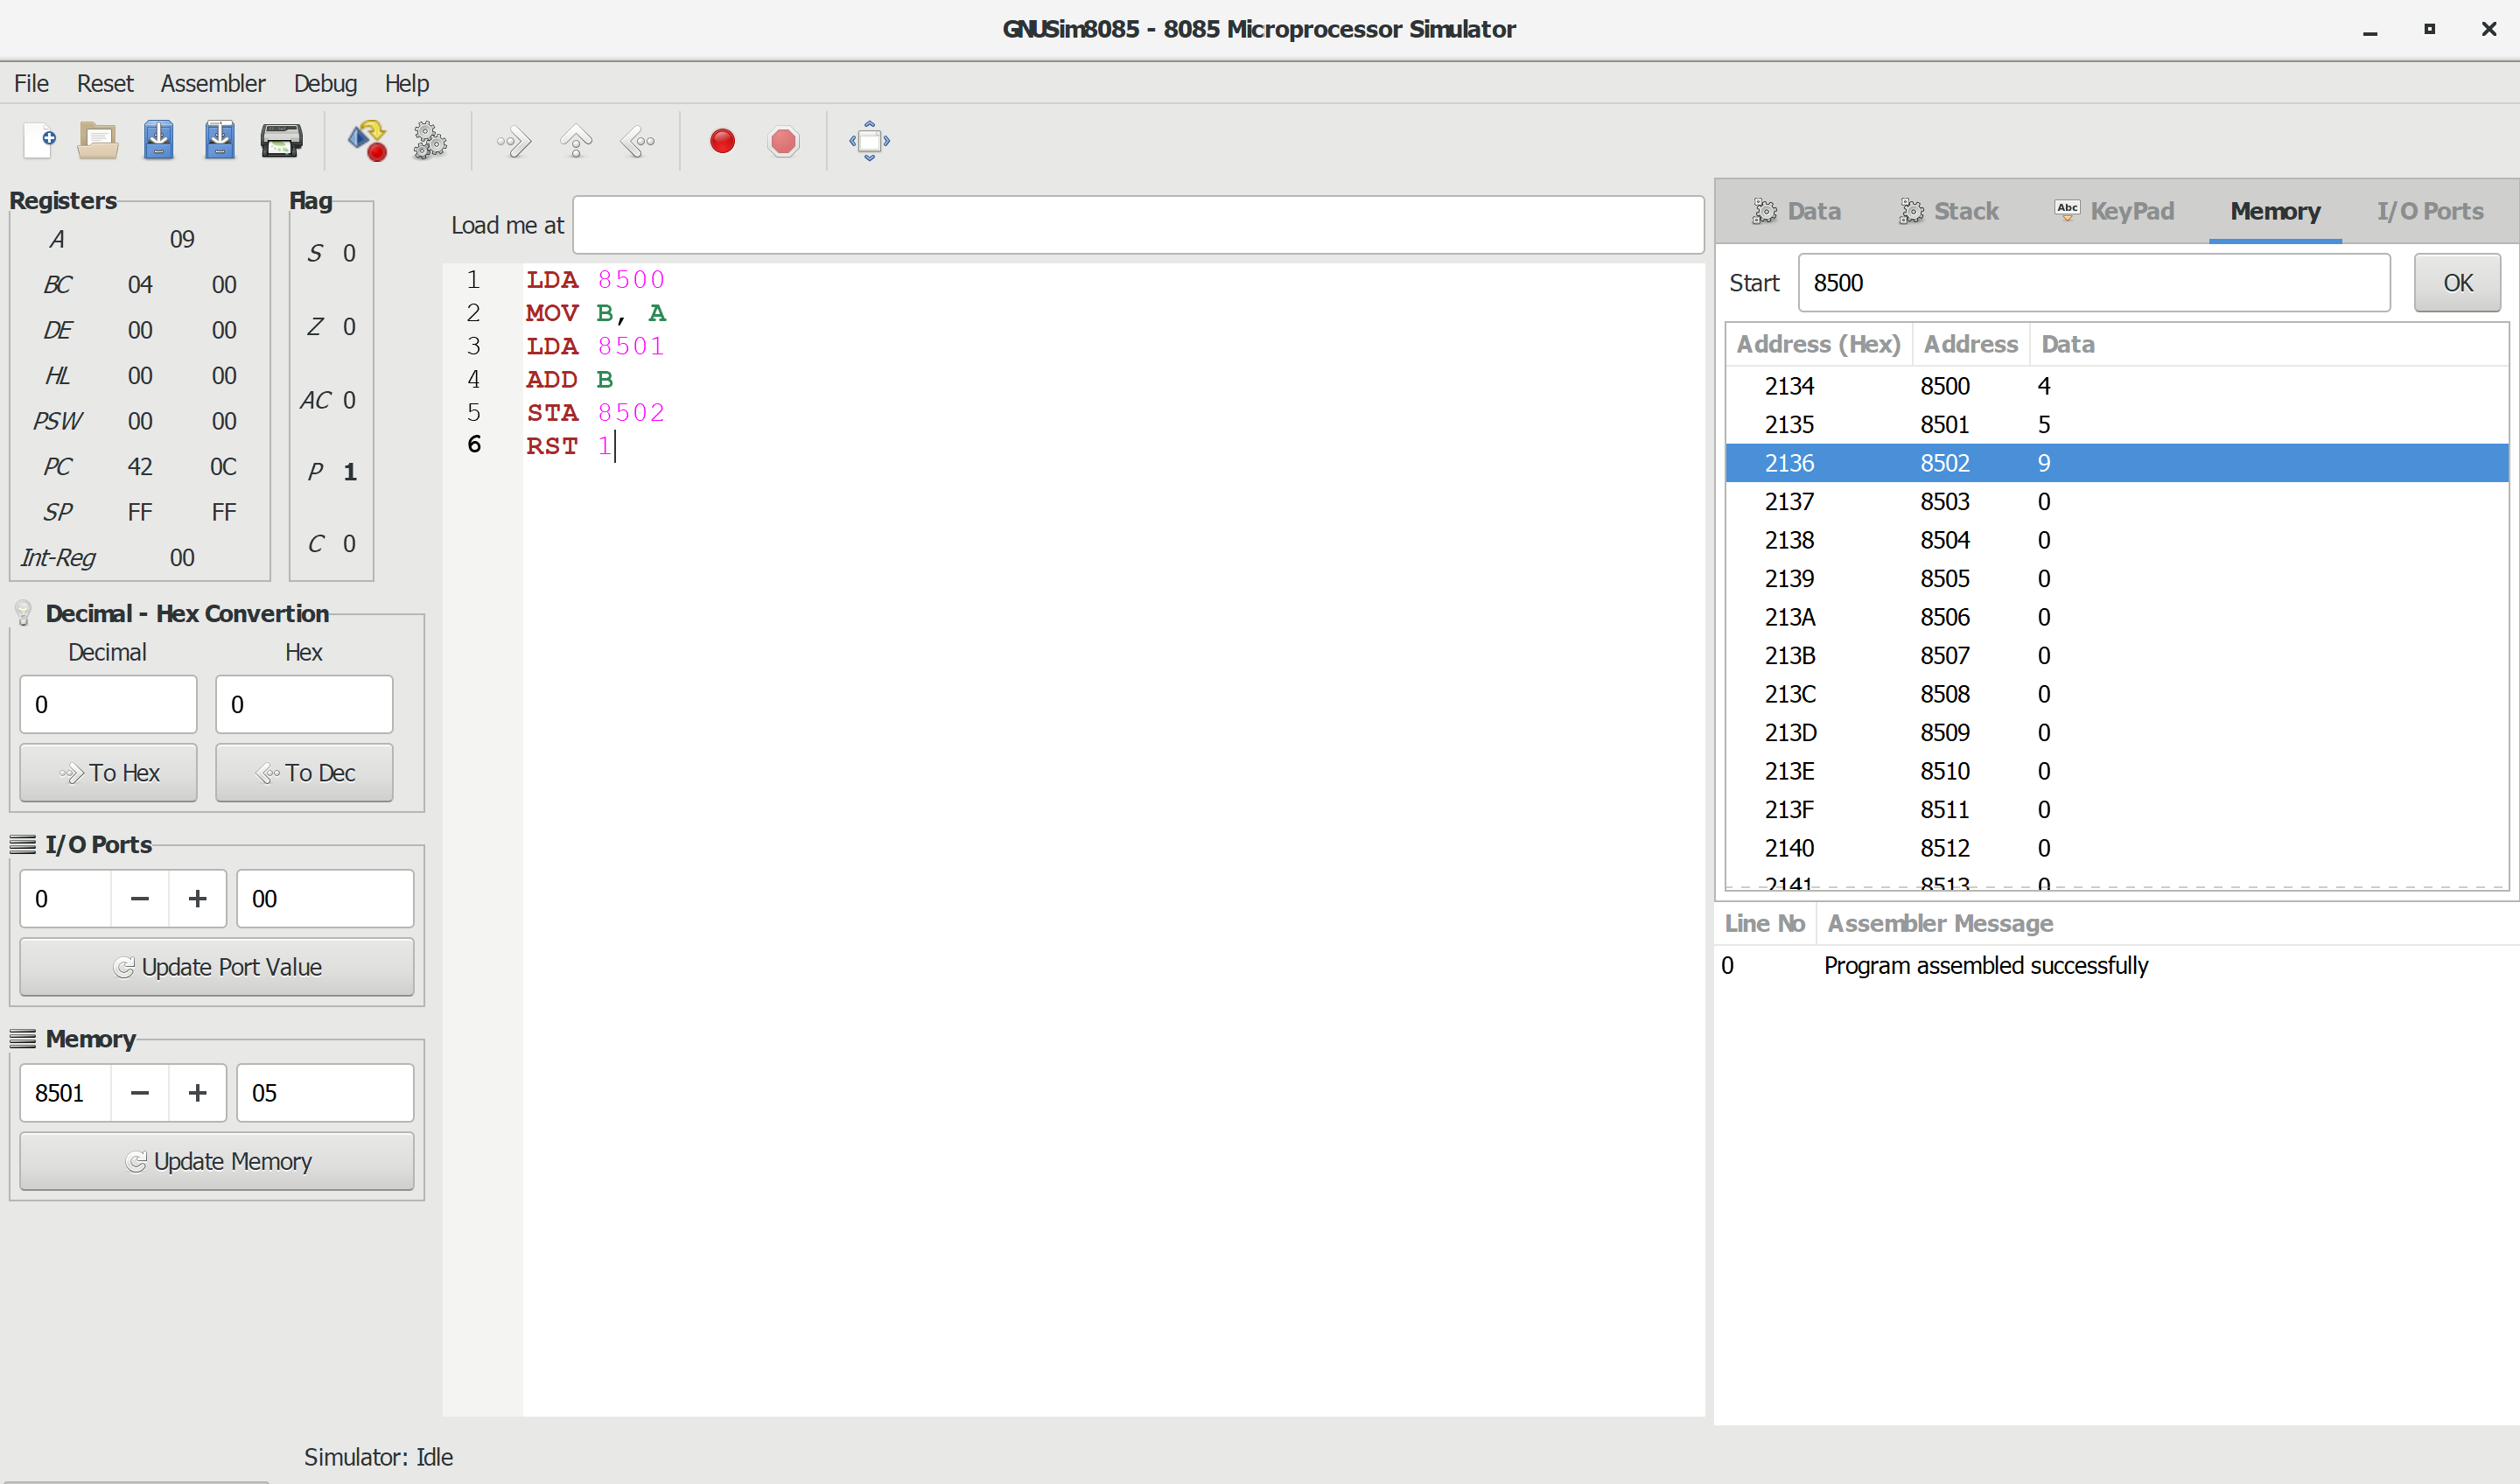 GNUSim8085 - 8085 Microprocessor Simulator
File Reset Assembler Debug Help
Registers
A 09
BC 04 00
DE 00 00
HL 00 00
PSW 00 00
PC 42 0C
SP FF FF
Int-Reg 00
Flag
S 0
Z 0
AC 0
P 1
C 0
Decimal - Hex Convertion
Decimal Hex
0 0
To Hex To Dec
I/O Ports
0 − + 00
Update Port Value
Memory
8501 − + 05
Update Memory
Load me at
1 LDA 8500
2 MOV B, A
3 LDA 8501
4 ADD B
5 STA 8502
6 RST 1
Data Stack Abc KeyPad Memory I/O Ports
Start 8500 OK
Address (Hex) Address Data
2134 8500 4
2135 8501 5
2136 8502 9
2137 8503 0
2138 8504 0
2139 8505 0
213A 8506 0
213B 8507 0
213C 8508 0
213D 8509 0
213E 8510 0
213F 8511 0
2140 8512 0
2141 8513 0
Line No Assembler Message
0 Program assembled successfully
Simulator: Idle